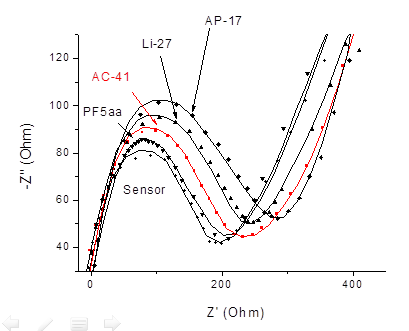 AP-17
Li-27
AC-41
PF5aa
Sensor
120
100
80
60
40
0
200
400
-Z'' (Ohm)
Z' (Ohm)